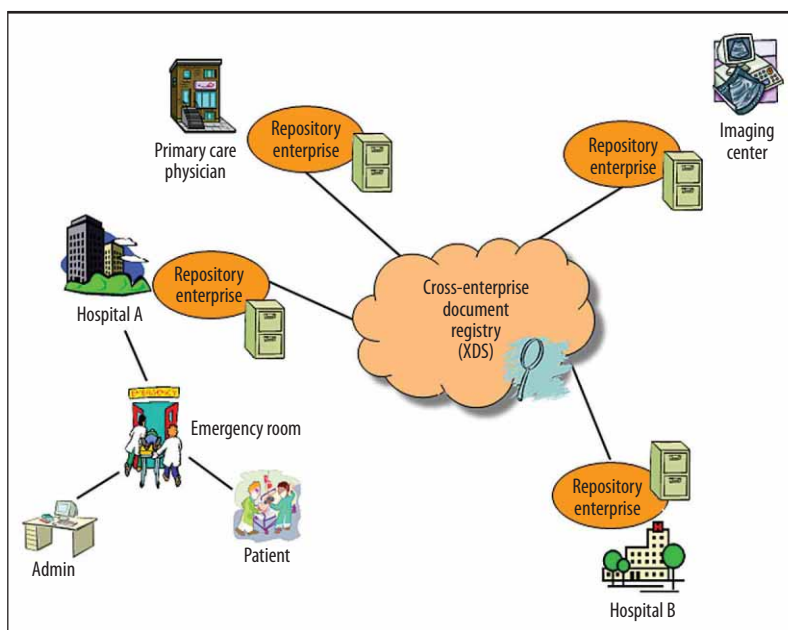 Primary care
physician
Repository
enterprise
Repository
enterprise
Imaging
center
Hospital A
Repository
enterprise
Cross-enterprise
document
registry
(XDS)
EMERGENCY
Emergency room
Admin
Patient
Repository
enterprise
H
Hospital B